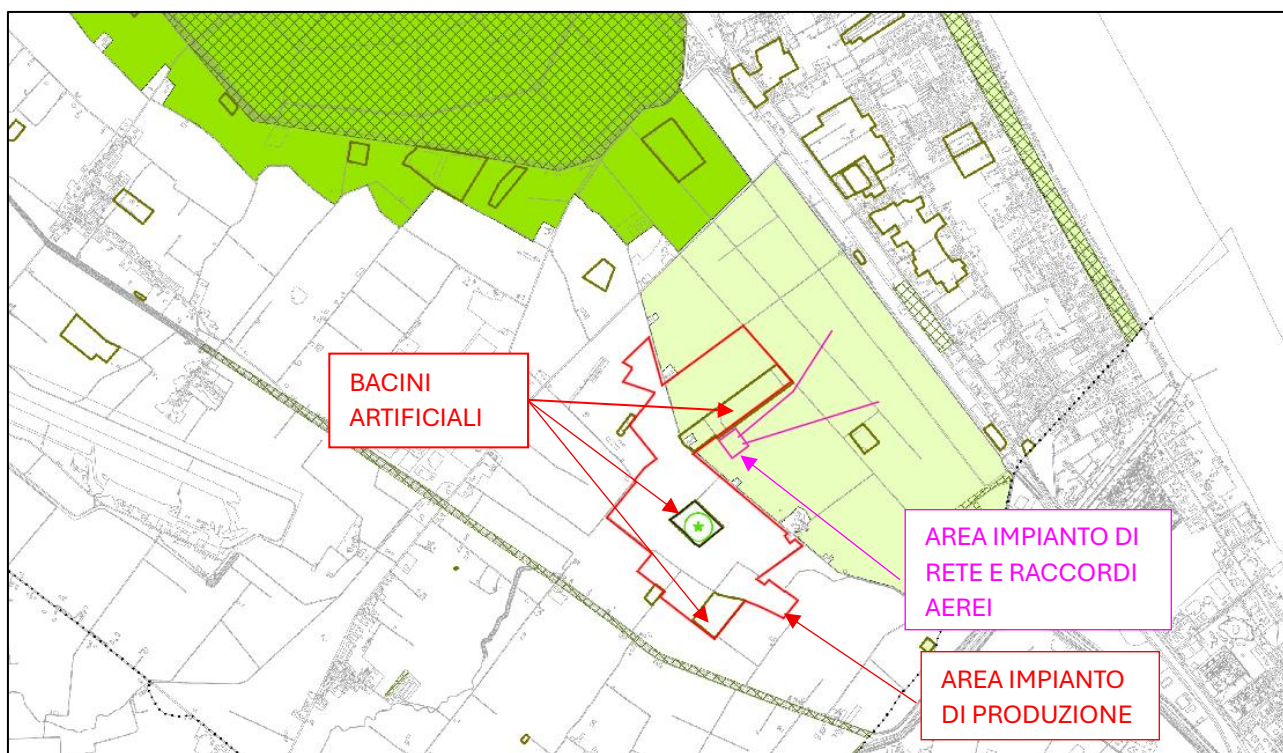 BACINI
ARTIFICIALI
AREA IMPIANTO DI
RETE E RACCORDI
AEREI
AREA IMPIANTO
DI PRODUZIONE